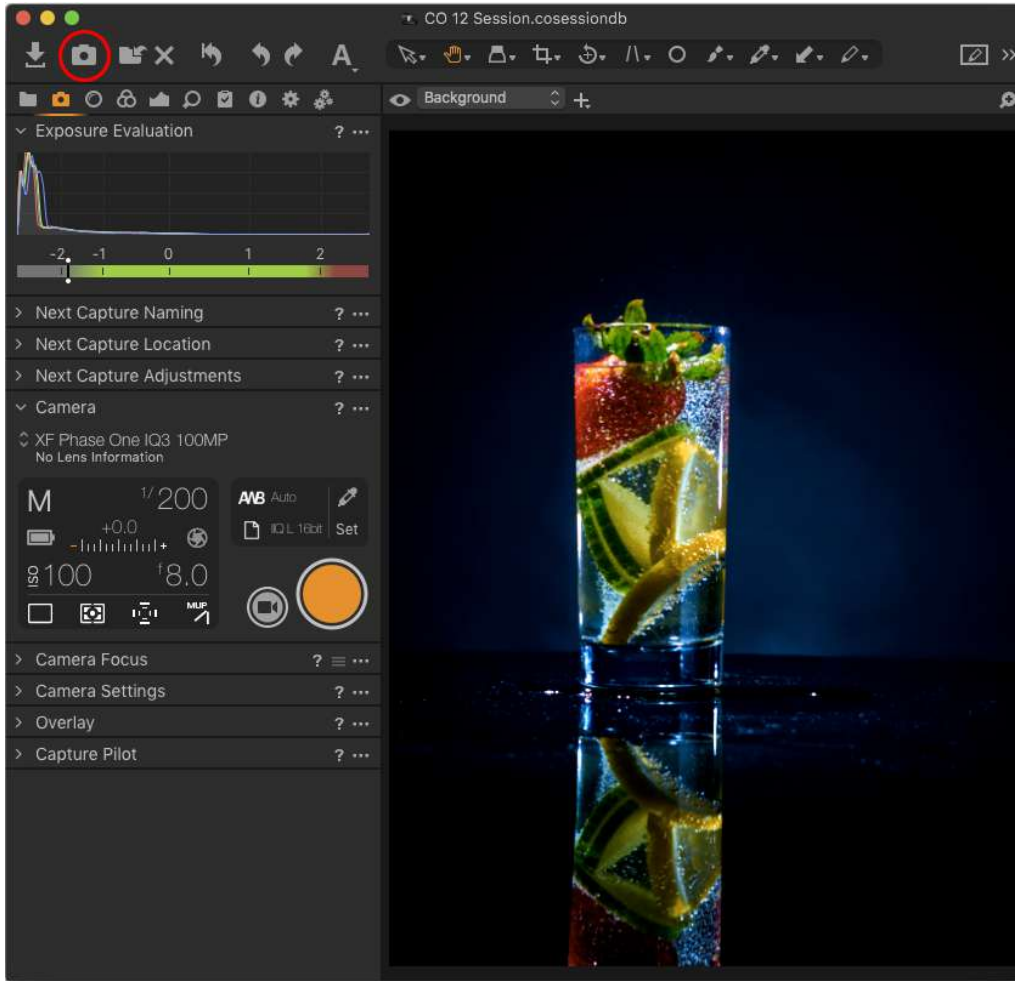 CO 12 Session.cosessiondb
A
Background
Exposure Evaluation ?
-2 -1 0 1 2
Next Capture Naming ?
Next Capture Location ?
Next Capture Adjustments ?
Camera ?
XF Phase One IQ3 100MP
No Lens Information
M 1/200
AWB Auto
+0.0
IIQ L 16bit Set
ISO 100 f8.0
MUP
Camera Focus ?
Camera Settings ?
Overlay ?
Capture Pilot ?